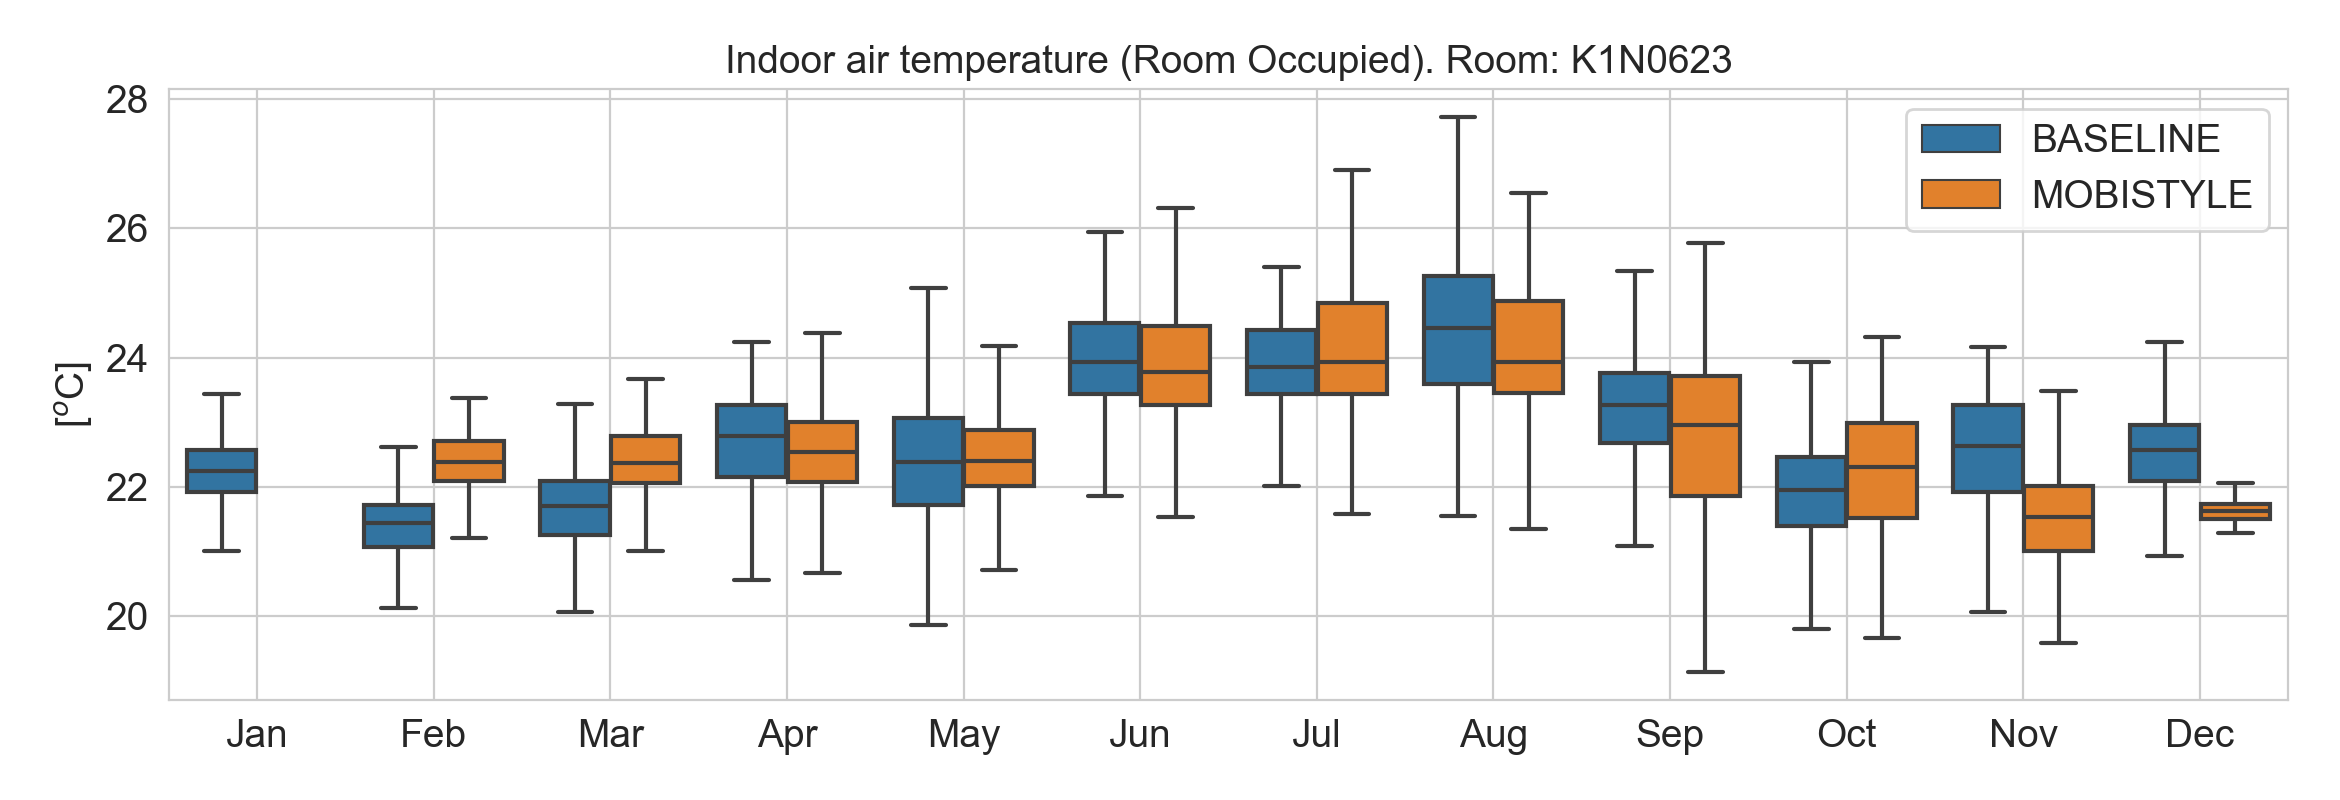 Indoor air temperature (Room Occupied). Room: K1N0623
28
26
24
22
20
[°C]
BASELINE
MOBISTYLE
Jan Feb Mar Apr May Jun Jul Aug Sep Oct Nov Dec